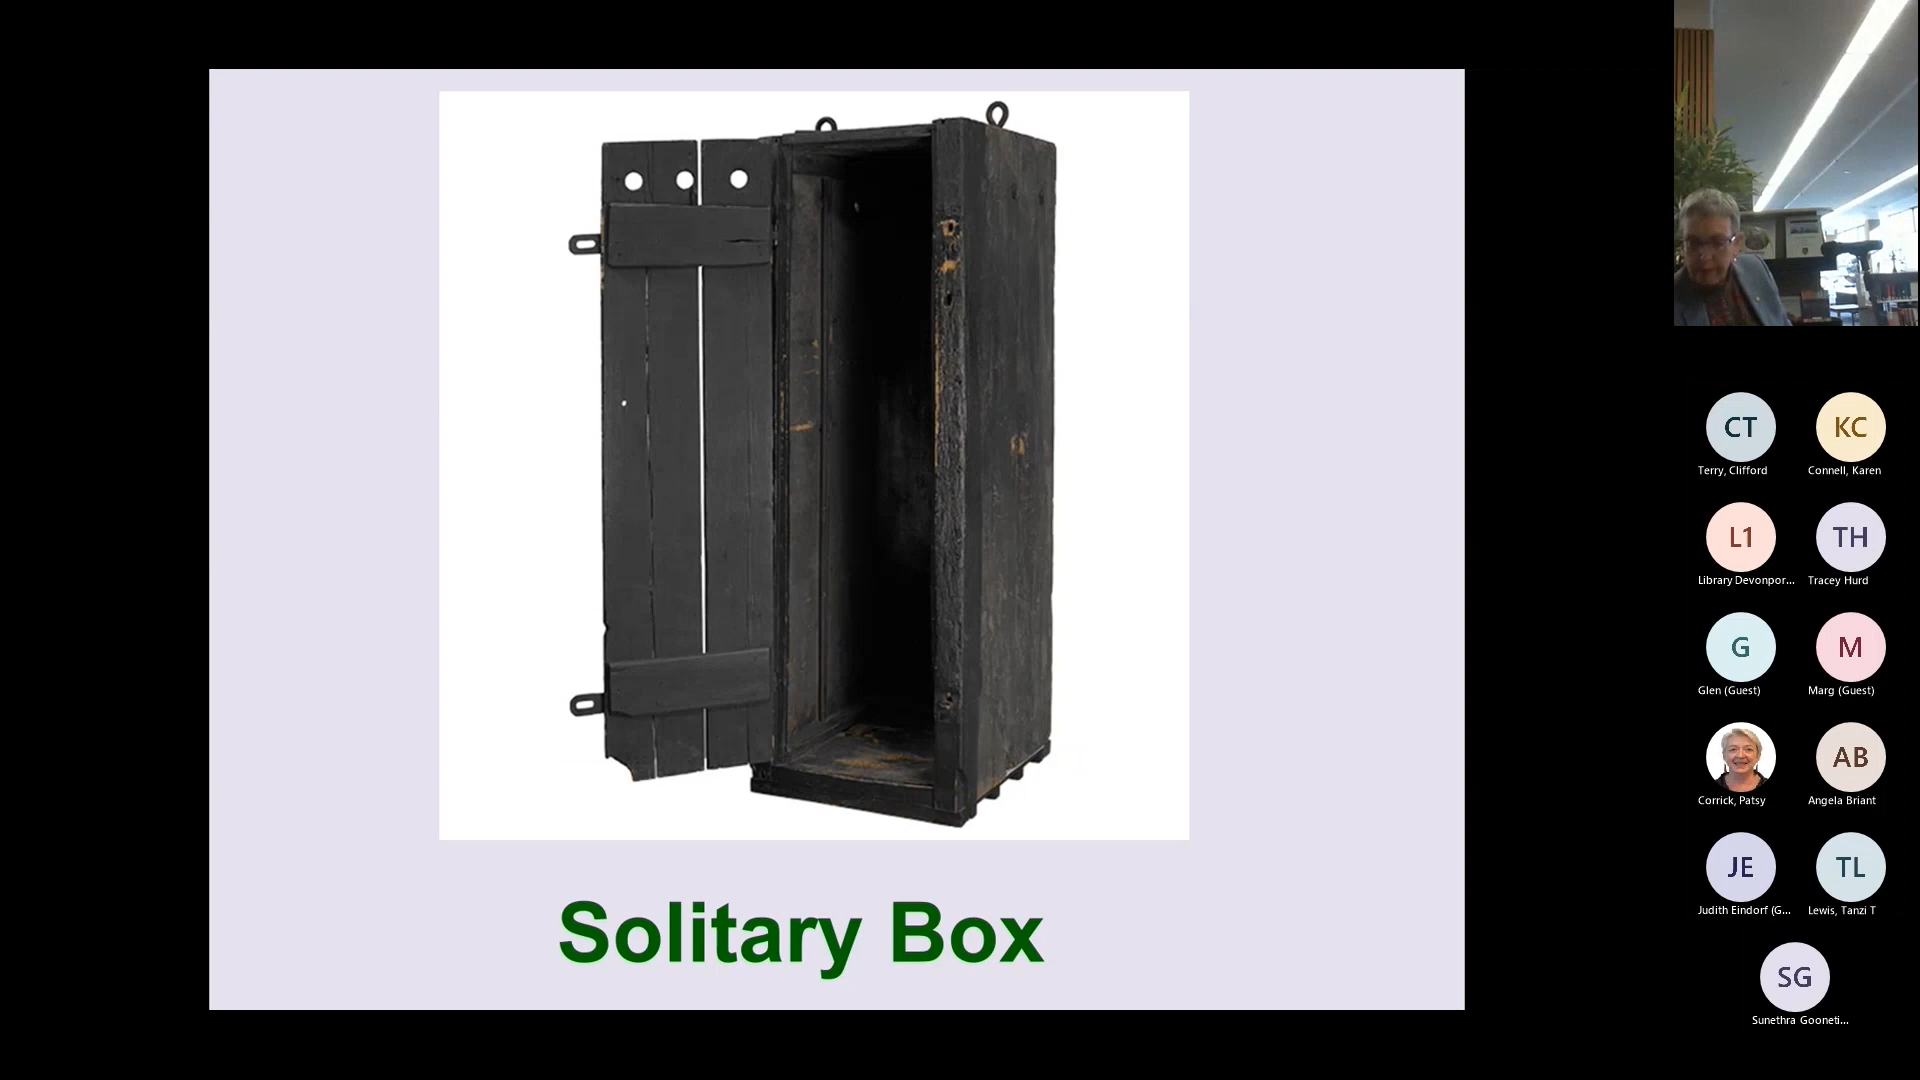 Solitary Box
CT
KC
Terry, Clifford
Connell, Karen
L1
TH
Library Devonpor...
Tracey Hurd
G
M
Glen (Guest)
Marg (Guest)
AB
Corrick, Patsy
Angela Briant
JE
TL
Judith Eindorf (G...
Lewis, Tanzi T
SG
Sunethra Gooneti...